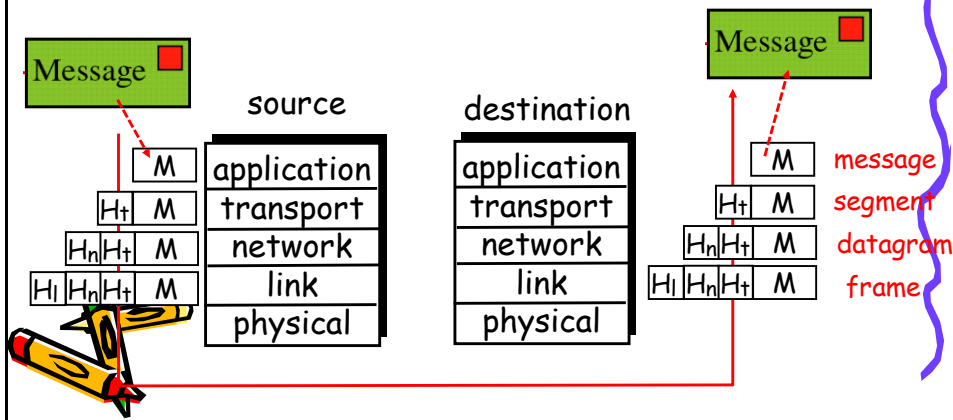 Message
Message
source
destination
M
application
application
M
message
Ht M
transport
transport
Ht M
segment
Hn Ht M
network
network
Hn Ht M
datagram
Hl Hn Ht M
link
link
Hl Hn Ht M
frame
physical
physical